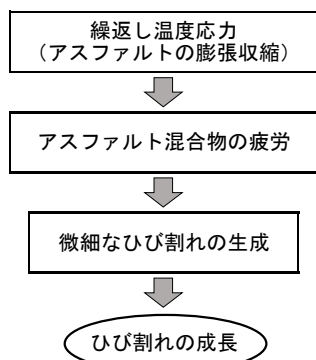 繰返し温度応力
（アスファルトの膨張収縮）
アスファルト混合物の疲労
微細なひび割れの生成
ひび割れの成長